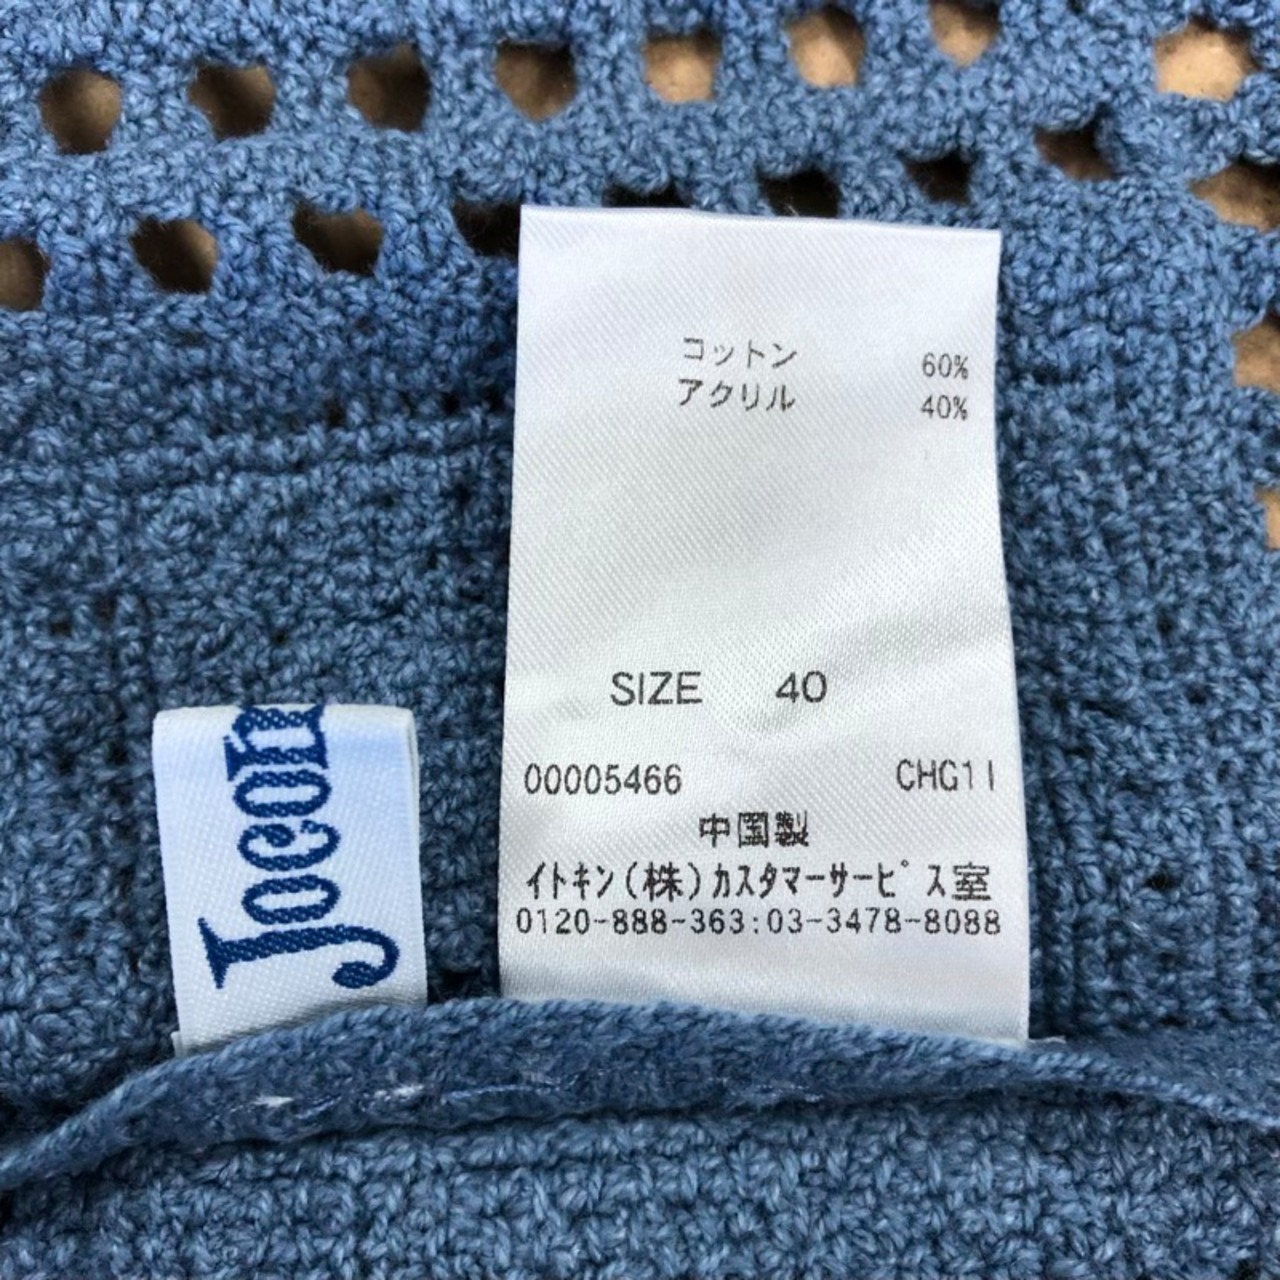 コットン 60%
アクリル 40%
SIZE 40
00005466 CHG11
中国製
イトキン(株)カスタマーサービス室
0120-888-363:03-3478-8088